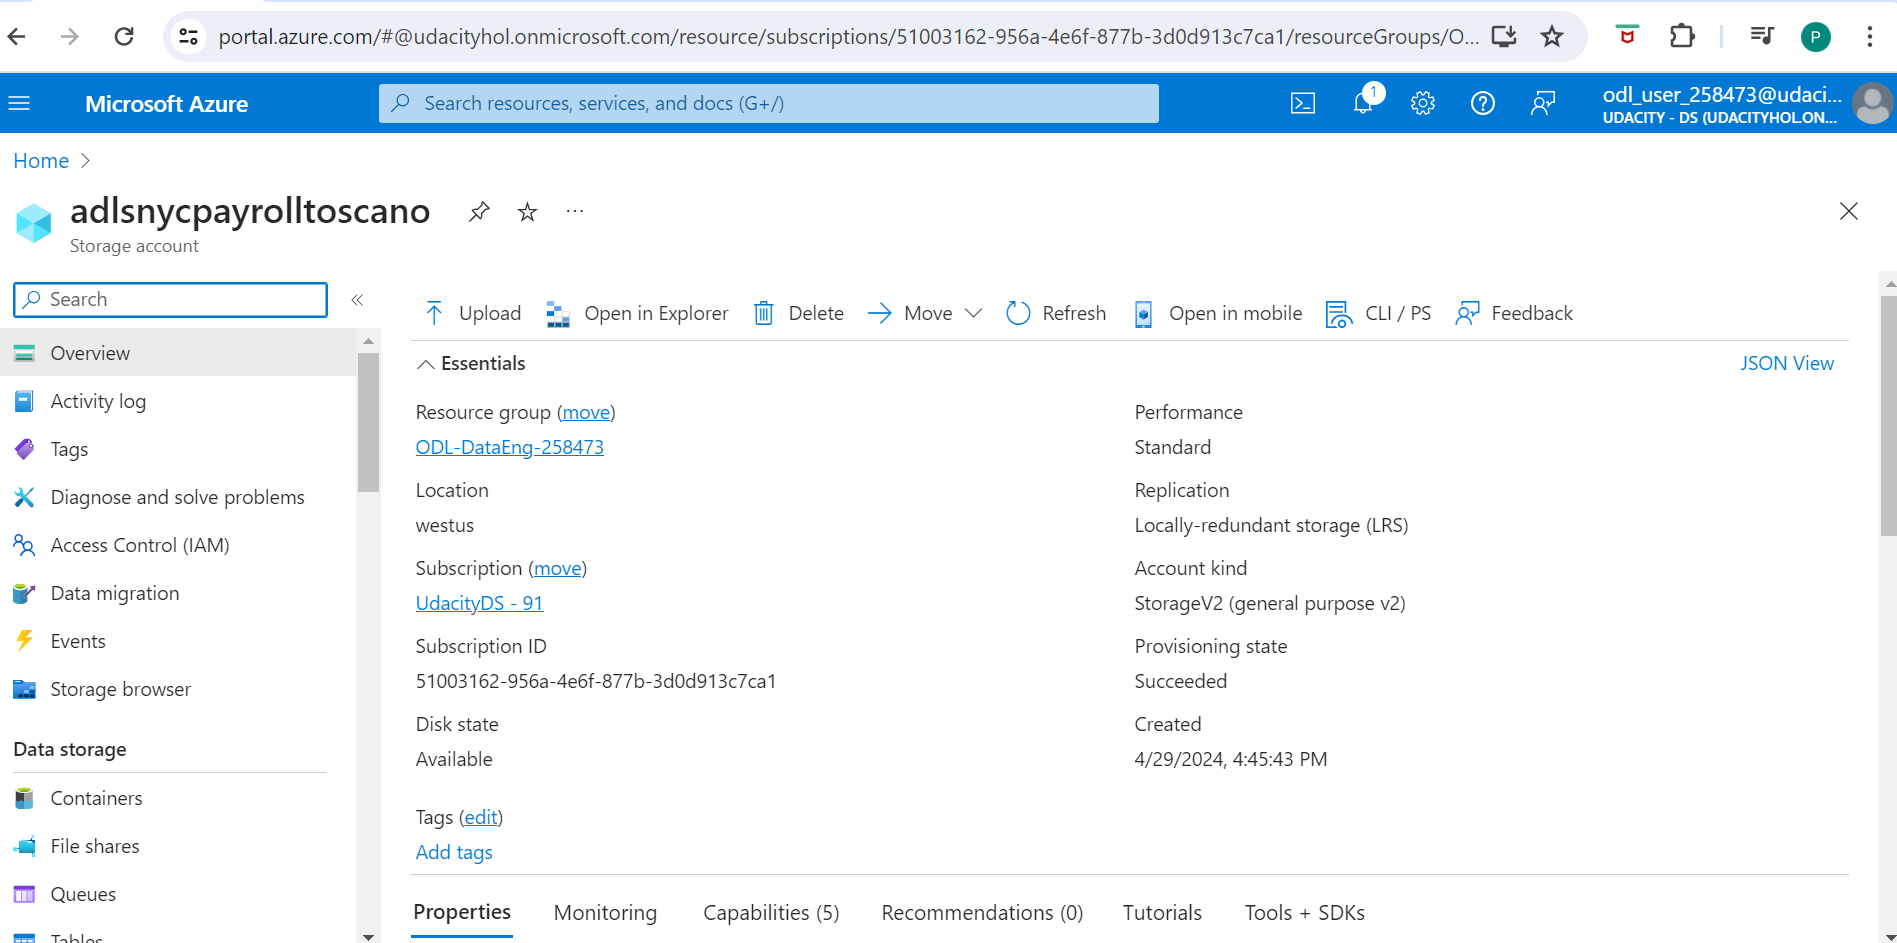 portal.azure.com/#@udacityhol.onmicrosoft.com/resource/subscriptions/51003162-956a-4e6f-877b-3d0d913c7ca1/resourceGroups/O...
P
Microsoft Azure
Search resources, services, and docs (G+/)
1
odl_user_258473@udaci...
UDACITY - DS (UDACITYHOL.ON...
Home
adlsnycpayrolltoscano
Storage account
Search
Upload
Open in Explorer
Delete
Move
Refresh
Open in mobile
CLI / PS
Feedback
Overview
Activity log
Tags
Diagnose and solve problems
Access Control (IAM)
Data migration
Events
Storage browser
Data storage
Containers
File shares
Queues
Tables
Essentials
JSON View
Resource group (move)
ODL-DataEng-258473
Location
westus
Subscription (move)
UdacityDS - 91
Subscription ID
51003162-956a-4e6f-877b-3d0d913c7ca1
Disk state
Available
Performance
Standard
Replication
Locally-redundant storage (LRS)
Account kind
StorageV2 (general purpose v2)
Provisioning state
Succeeded
Created
4/29/2024, 4:45:43 PM
Tags (edit)
Add tags
Properties
Monitoring
Capabilities (5)
Recommendations (0)
Tutorials
Tools + SDKs